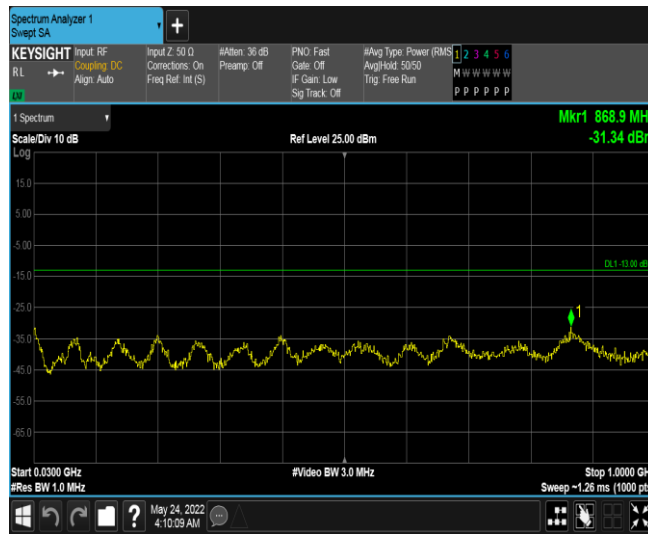 Spectrum Analyzer 1
Swept SA
+
KEYSIGHT
RL
LXI
Input: RF
Coupling: DC
Align: Auto
Input Z: 50 Ω
Corrections: On
Freq Ref: Int (S)
#Atten: 36 dB
Preamp: Off
PNO: Fast
Gate: Off
IF Gain: Low
Sig Track: Off
#Avg Type: Power (RMS
Avg|Hold: 50/50
Trig: Free Run
1 2 3 4 5 6
M W W W W W
P P P P P P
1 Spectrum
Scale/Div 10 dB
Ref Level 25.00 dBm
Mkr1 868.9 MH
-31.34 dBr
Log
15.0
5.00
-5.00
-15.0
-25.0
-35.0
-45.0
-55.0
-65.0
DL1 -13.00 dB
1
Start 0.0300 GHz
#Res BW 1.0 MHz
#Video BW 3.0 MHz
Stop 1.0000 GH
Sweep ~1.26 ms (1000 pts
?
May 24, 2022
4:10:09 AM